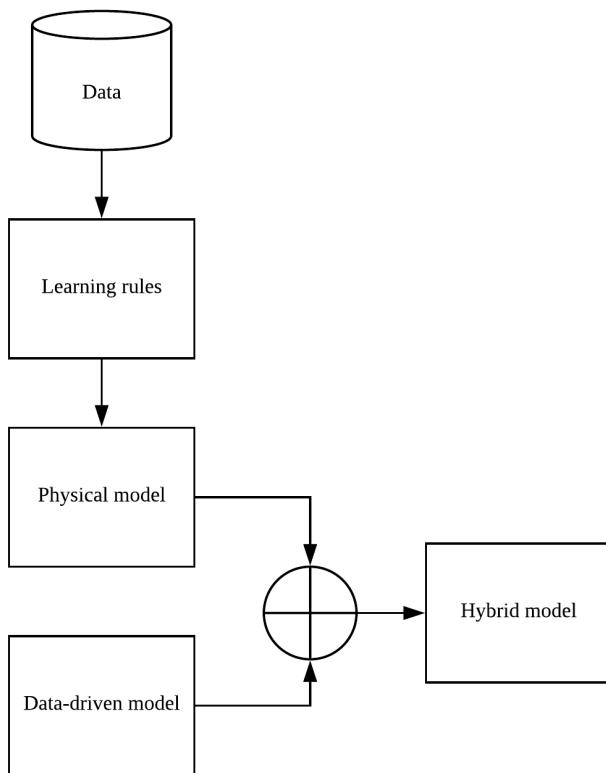 Data
Learning rules
Physical model
Hybrid model
Data-driven model